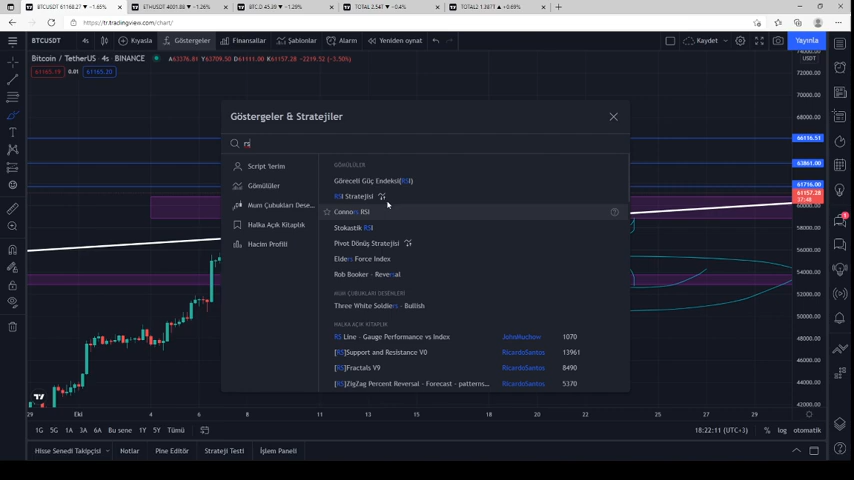 BTCUSDT 61168.27 ▼−1.65%
ETHUSDT 4001.88 ▼−1.26%
BTC.D 45.39 ▼−1.29%
TOTAL 2.54T ▼−0.4%
TOTAL2 1.387T ▲+0.69%
https://tr.tradingview.com/chart/
BTCUSDT
4s
Kıyasla
Göstergeler
Finansallar
Şablonlar
Alarm
Yeniden oynat
Kaydet
Yayınla
Bitcoin / TetherUS · 4s · BINANCE
A63376.81 Y63709.50 D61111.00 K61157.28 −2219.52 (−3.50%)
USDT
61165.19
0.01
61165.20
72000.00
70000.00
68000.00
66116.51
63861.00
61716.00
61157.28
37:48
60000.00
58000.00
56000.00
54000.00
52000.00
50000.00
48000.00
46000.00
44000.00
42000.00
Göstergeler & Stratejiler
rs
Script Yerim
Gömülüler
Mum Çubukları Dese...
Halka Açık Kitaplık
Hacim Profili
GÖMÜLÜLER
Göreceli Güç Endeksi(RSI)
RSI Stratejisi
Connors RSI
Stokastik RSI
Pivot Dönüş Stratejisi
Elders Force Index
Rob Booker - Reversal
MUM ÇUBUKLARI DESENLERI
Three White Soldiers - Bullish
HALKA AÇIK KITAPLIK
RS Line - Gauge Performance vs Index JohnMuchow 1070
[RS]Support and Resistance V0 RicardoSantos 13961
[RS]Fractals V9 RicardoSantos 8490
[RS]ZigZag Percent Reversal - Forecast - patterns... RicardoSantos 5370
29 Eki 4 6 8 11 13 15 18 20 22 25 27 29
1G 5G 1A 3A 6A Bu sene 1Y 5Y Tümü
18:22:11 (UTC+3) % log otomatik
Hisse Senedi Takipçisi Notlar Pine Editör Strateji Testi İşlem Paneli